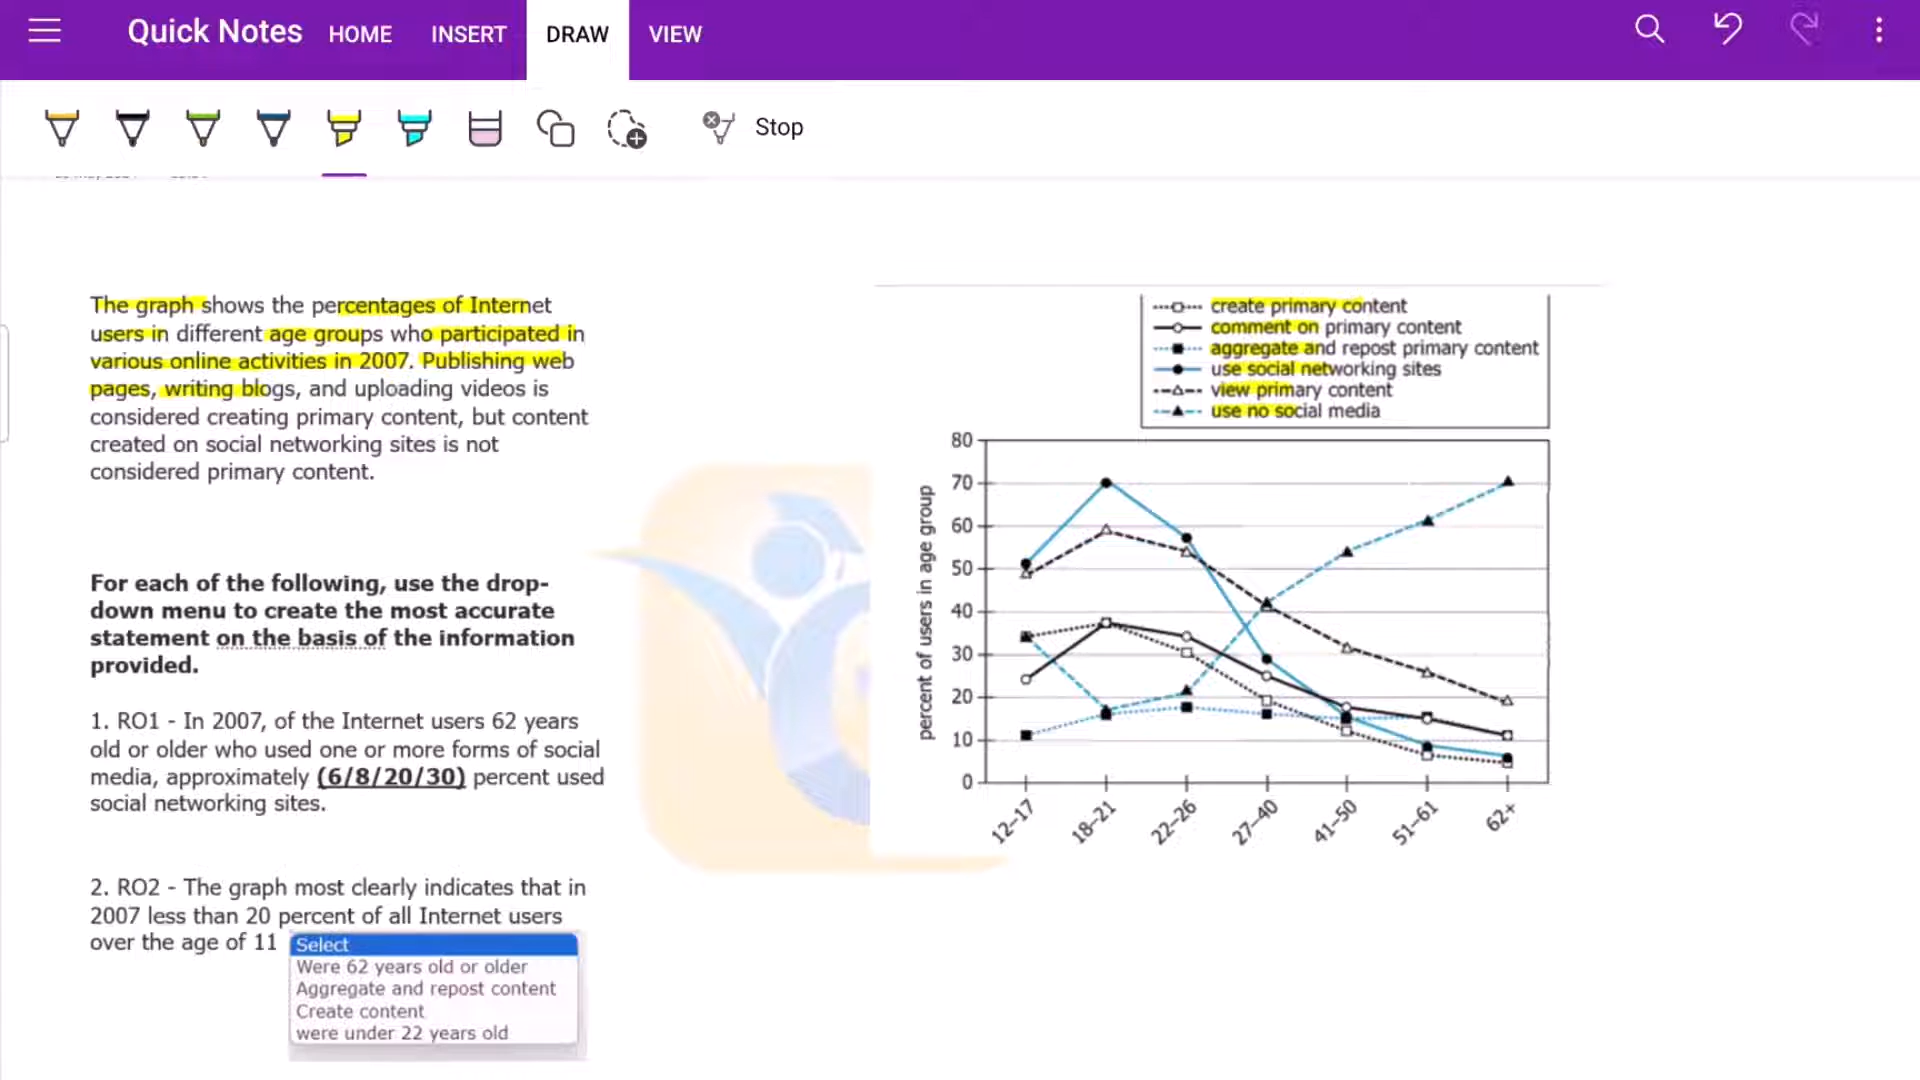 Quick Notes HOME INSERT DRAW VIEW
Stop
The graph shows the percentages of Internet
users in different age groups who participated in
various online activities in 2007. Publishing web
pages, writing blogs, and uploading videos is
considered creating primary content, but content
created on social networking sites is not
considered primary content.
For each of the following, use the drop-
down menu to create the most accurate
statement on the basis of the information
provided.
1. RO1 - In 2007, of the Internet users 62 years
old or older who used one or more forms of social
media, approximately (6/8/20/30) percent used
social networking sites.
2. RO2 - The graph most clearly indicates that in
2007 less than 20 percent of all Internet users
over the age of 11
Select
Were 62 years old or older
Aggregate and repost content
Create content
were under 22 years old
create primary content
comment on primary content
aggregate and repost primary content
use social networking sites
view primary content
use no social media
percent of users in age group
80
70
60
50
40
30
20
10
0
12–17 18–21 22–26 27–40 41–50 51–61 62+